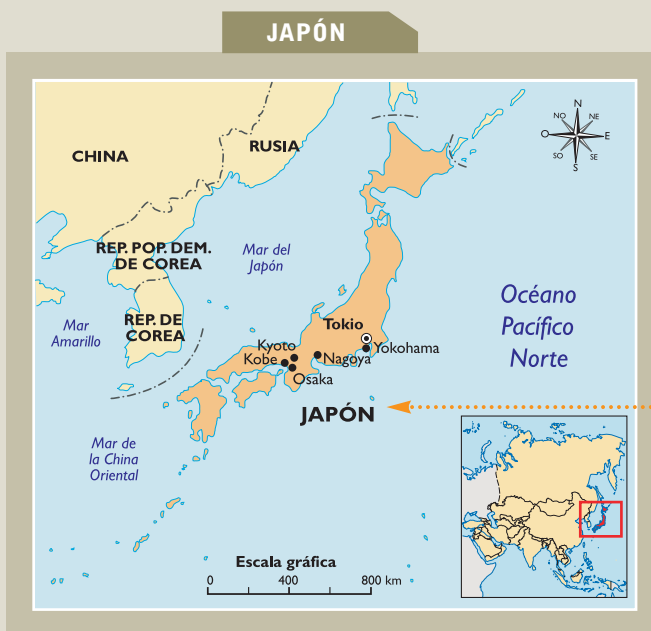 JAPÓN
N
NO
NE
O
E
SO
SE
S
CHINA
RUSIA
REP. POP. DEM.
DE COREA
Mar del
Japón
Mar
Amarillo
REP. DE
COREA
Océano
Pacífico
Norte
Tokio
Kyoto
Yokohama
Kobe
Nagoya
Osaka
JAPÓN
Mar de
la China
Oriental
Escala gráfica
0 400 800 km